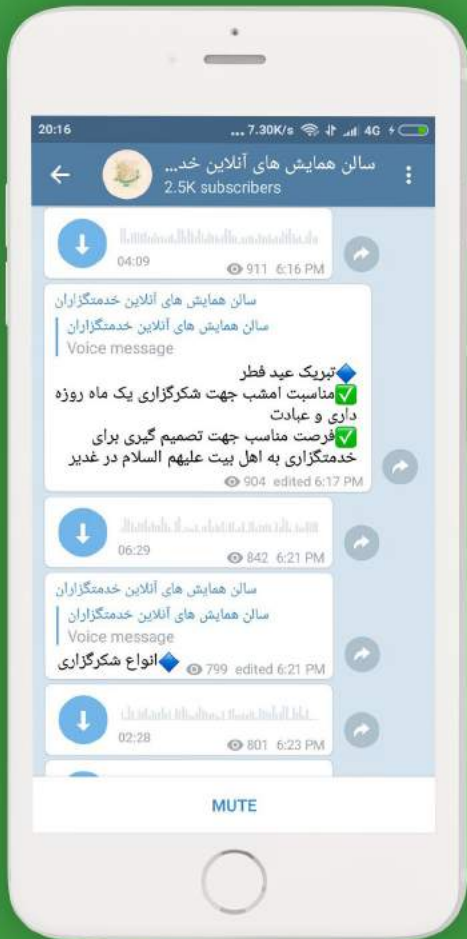 20:16 ... 7.30K/s 4G
سالن همایش های آنلاین خد...
2.5K subscribers
04:09 911 6:16 PM
سالن همایش های آنلاین خدمتگزاران
سالن همایش های آنلاین خدمتگزاران
Voice message
🔷تبریک عید فطر
✅مناسبت امشب جهت شکرگزاری یک ماه روزه
داری و عبادت
✅فرصت مناسب جهت تصمیم گیری برای
خدمتگزاری به اهل بیت علیهم السلام در غدیر
904 edited 6:17 PM
06:29 842 6:21 PM
سالن همایش های آنلاین خدمتگزاران
سالن همایش های آنلاین خدمتگزاران
Voice message
🔷انواع شکرگزاری
799 edited 6:21 PM
02:28 801 6:23 PM
MUTE